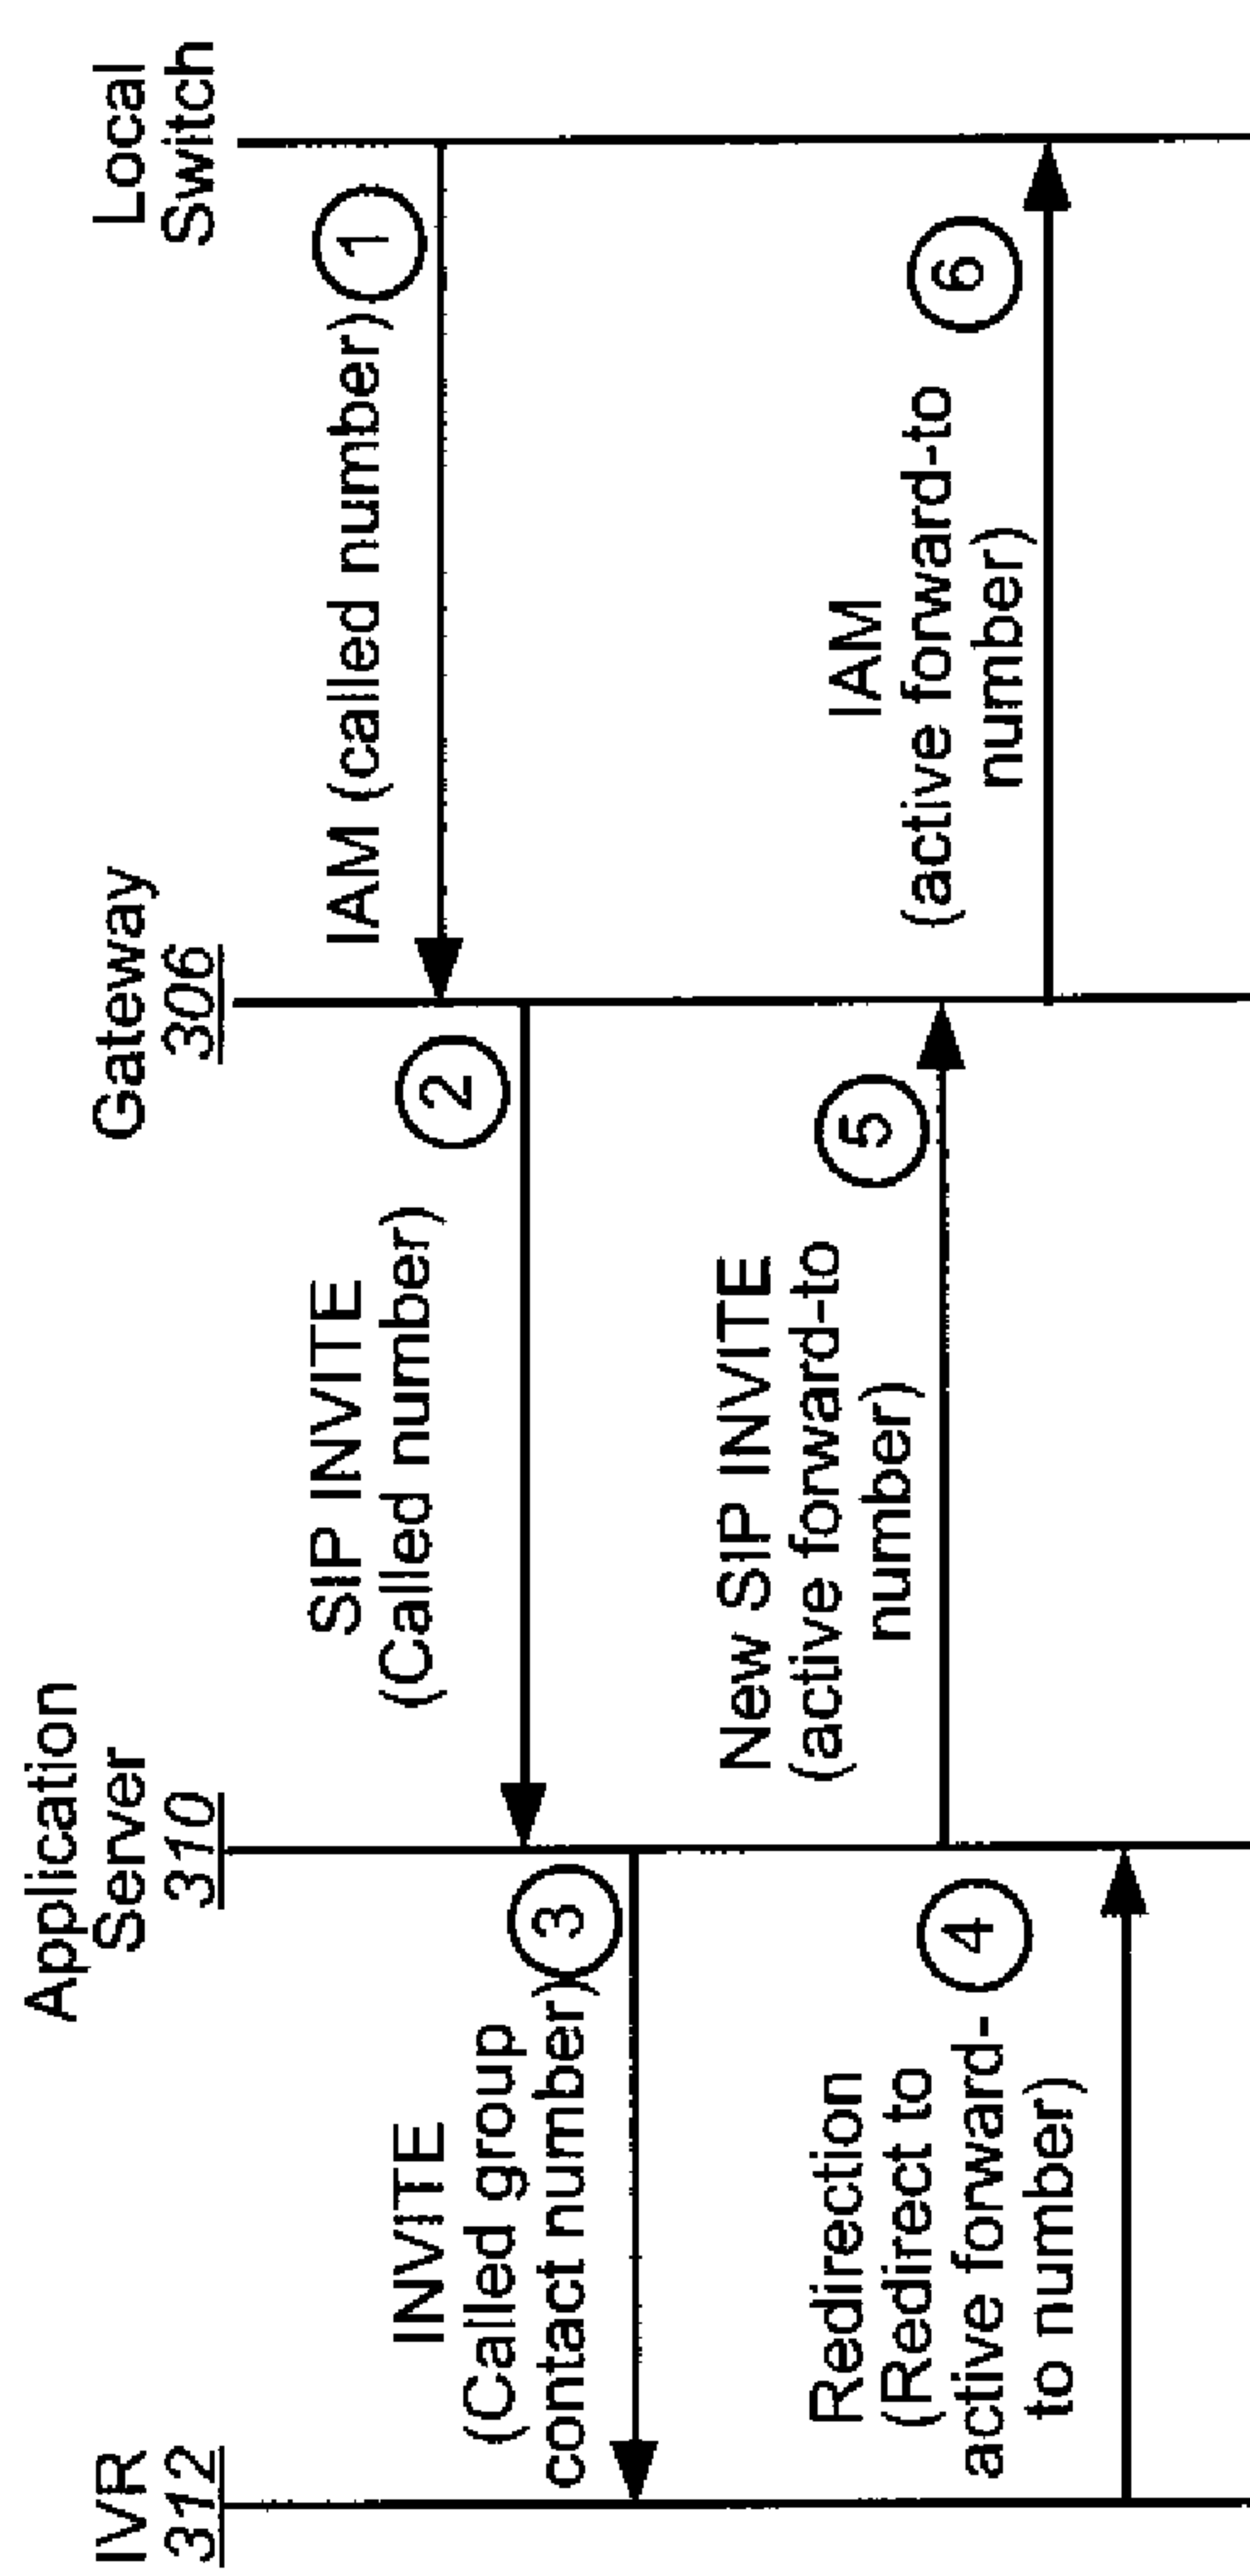 IVR
312
Application
Server
310
Gateway
306
Local
Switch
IAM (called number)
1
SIP INVITE
(Called number)
2
INVITE
(Called group
contact number)
3
Redirection
(Redirect to
active forward-
to number)
4
New SIP INVITE
(active forward-to
number)
5
IAM
(active forward-to
number)
6